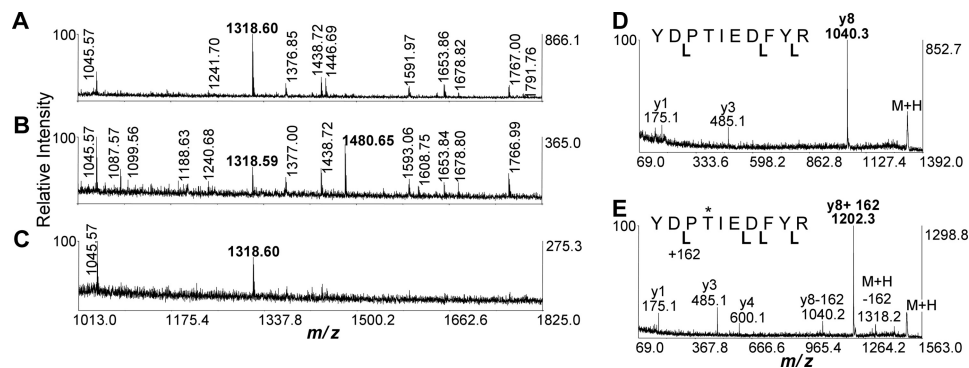 A
100
866.1
1045.57
1241.70
1318.60
1376.85
1438.72
1446.69
1591.97
1653.86
1678.82
1767.00
1791.76
B
100
365.0
1045.57
1087.57
1099.56
1188.63
1240.68
1318.59
1377.00
1438.72
1480.65
1593.06
1608.75
1653.84
1678.80
1766.99
Relative Intensity
C
100
275.3
1045.57
1318.60
1013.0 1175.4 1337.8 1500.2 1662.6 1825.0
m/z
D
YDPTIEDFYR
L L L
y8
1040.3
100
852.7
y1
175.1
y3
485.1
M+H
69.0 333.6 598.2 862.8 1127.4 1392.0
E
*
YDPTIEDFYR
L L L L
+162
y8+ 162
1202.3
100
1298.8
y1
175.1
y3
485.1
y4
600.1
y8-162
1040.2
M+H
-162
1318.2
M+H
69.0 367.8 666.6 965.4 1264.2 1563.0
m/z